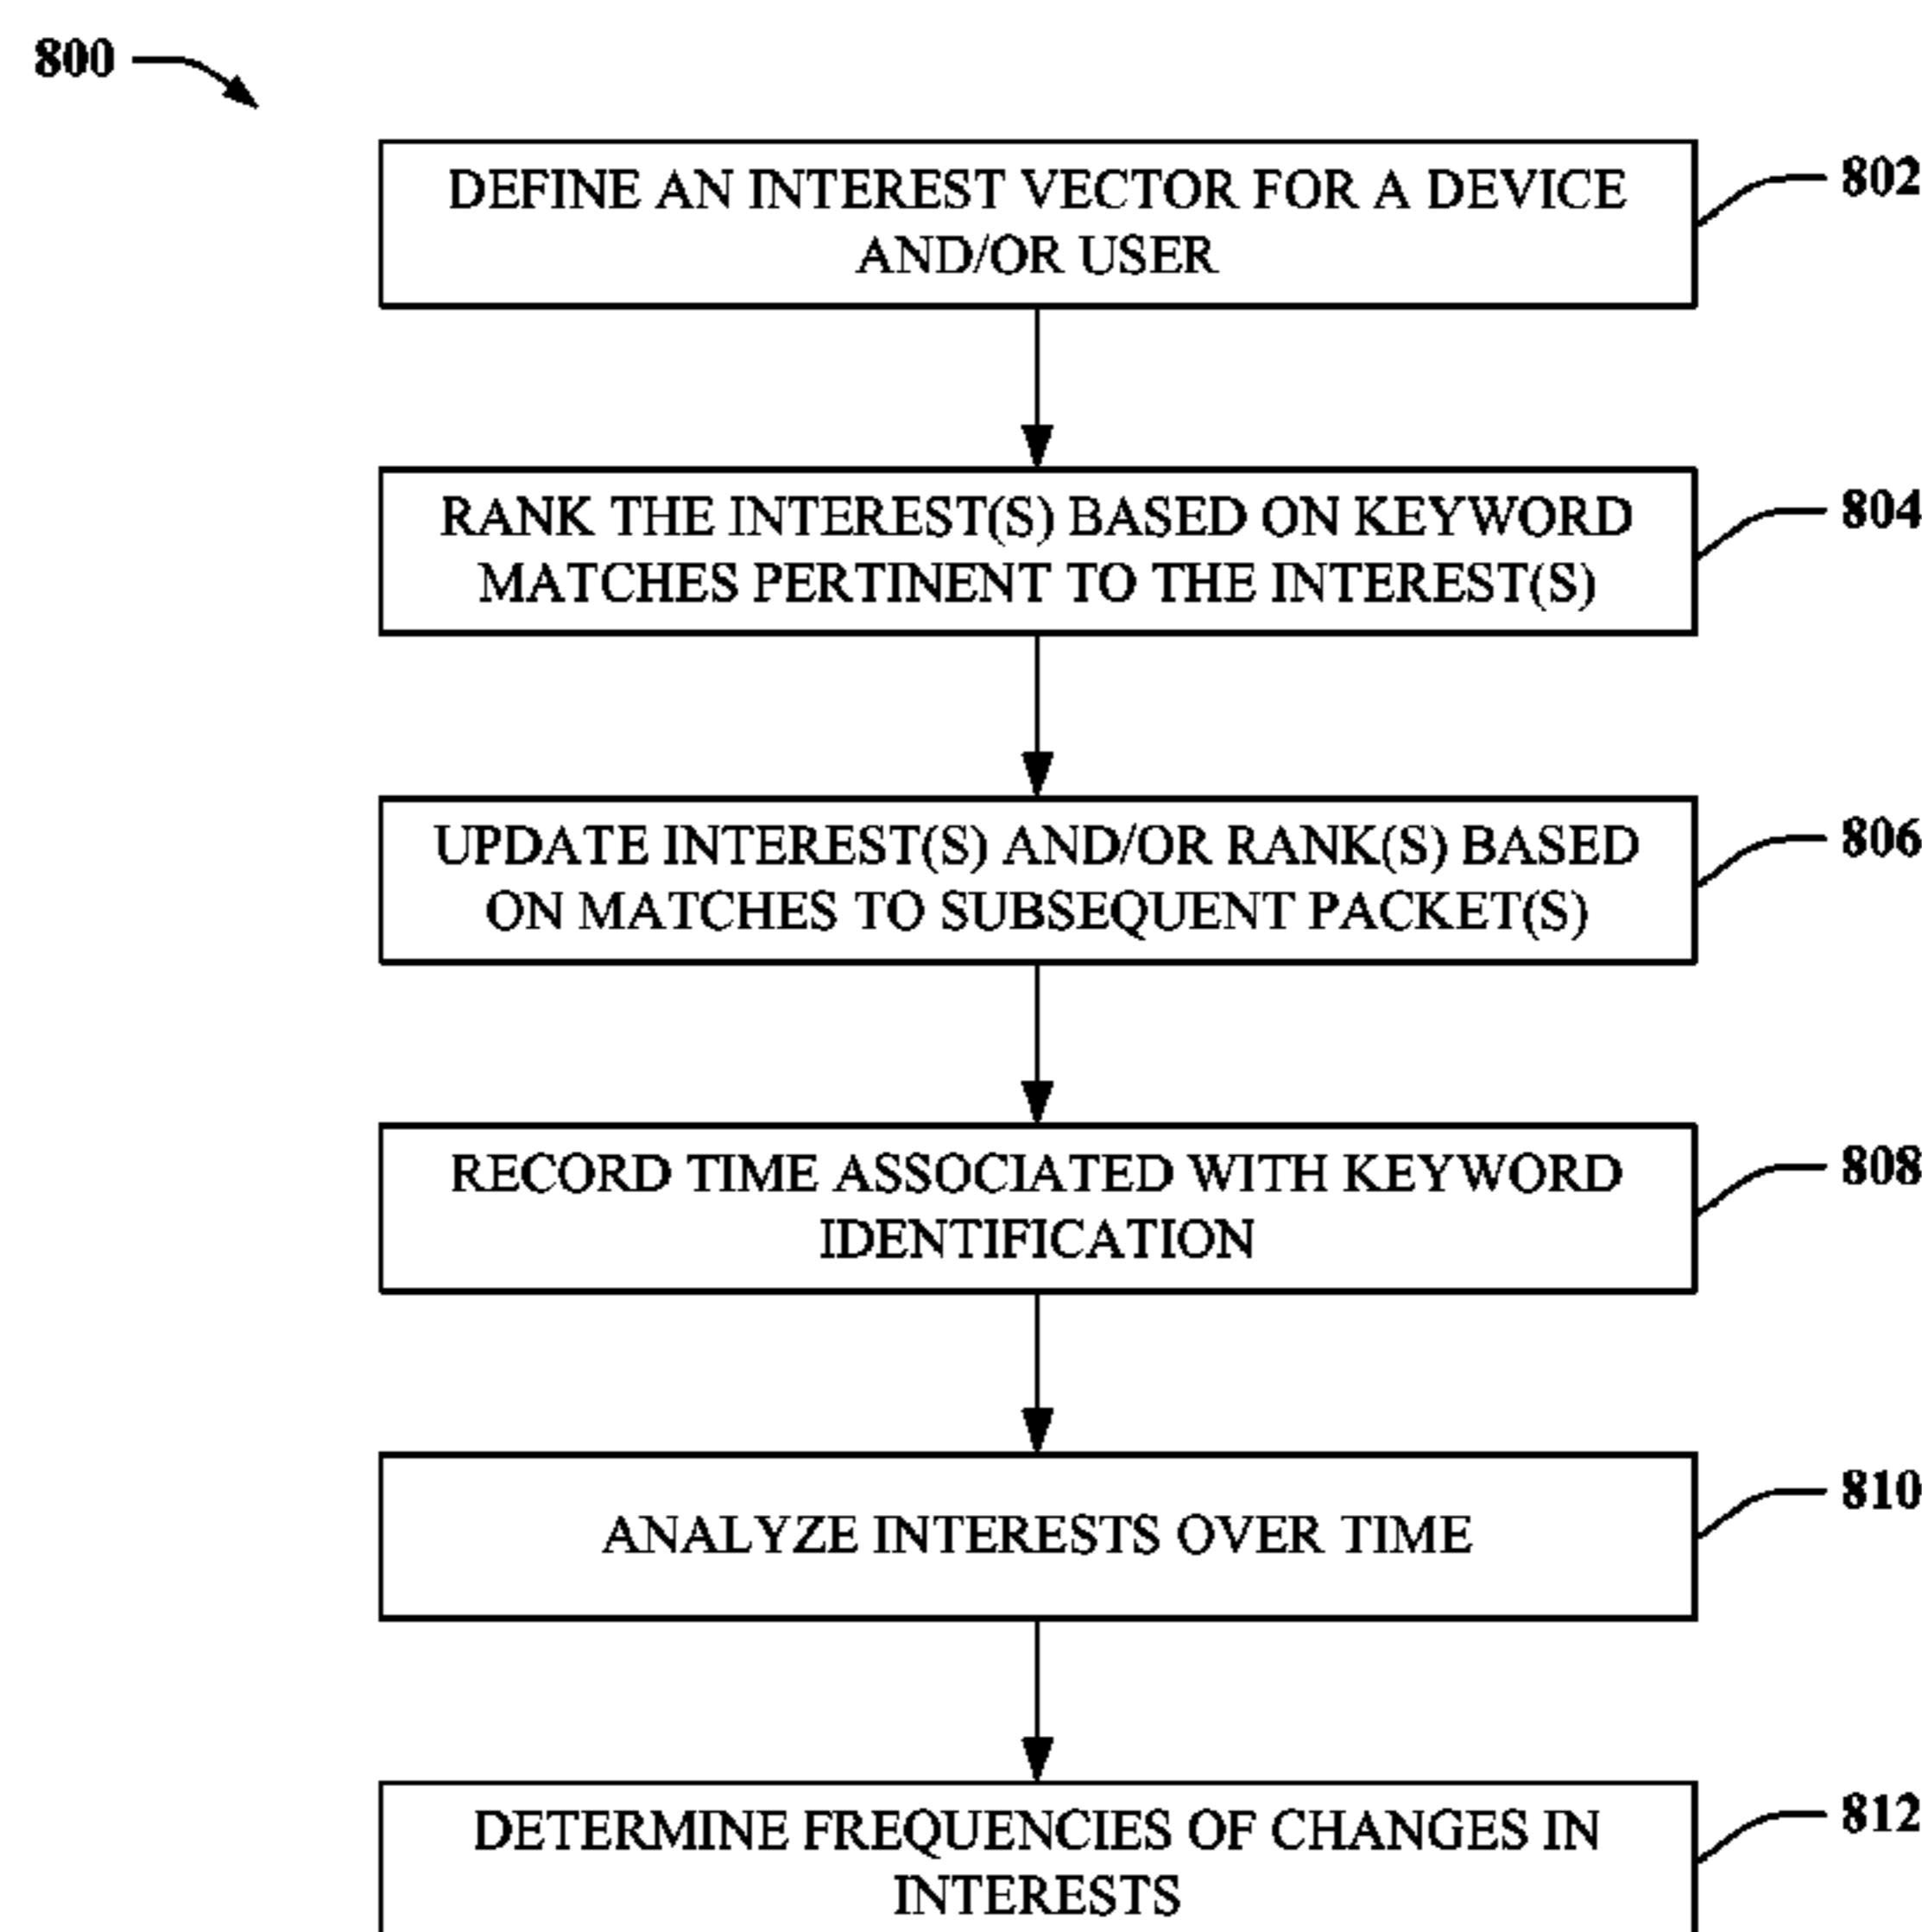 800
DEFINE AN INTEREST VECTOR FOR A DEVICE
AND/OR USER
802
RANK THE INTEREST(S) BASED ON KEYWORD
MATCHES PERTINENT TO THE INTEREST(S)
804
UPDATE INTEREST(S) AND/OR RANK(S) BASED
ON MATCHES TO SUBSEQUENT PACKET(S)
806
RECORD TIME ASSOCIATED WITH KEYWORD
IDENTIFICATION
808
ANALYZE INTERESTS OVER TIME
810
DETERMINE FREQUENCIES OF CHANGES IN
INTERESTS
812